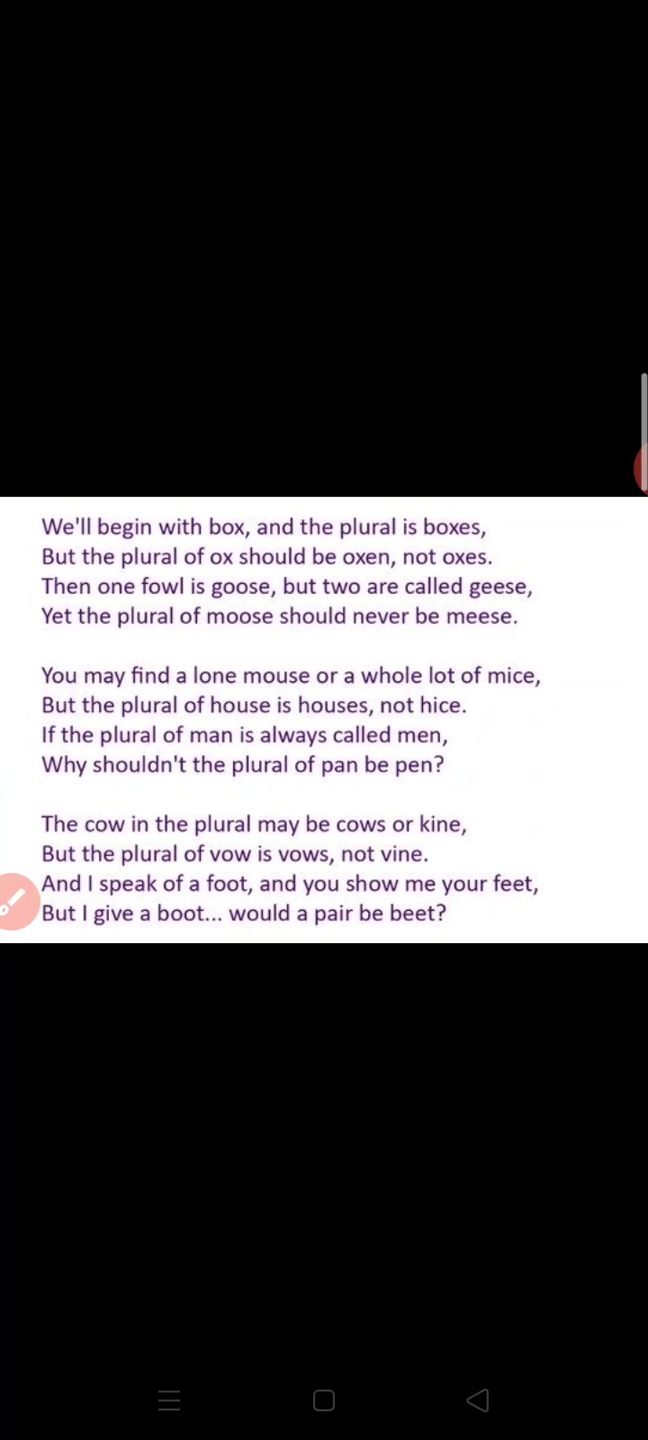 We'll begin with box, and the plural is boxes,
But the plural of ox should be oxen, not oxes.
Then one fowl is goose, but two are called geese,
Yet the plural of moose should never be meese.
You may find a lone mouse or a whole lot of mice,
But the plural of house is houses, not hice.
If the plural of man is always called men,
Why shouldn't the plural of pan be pen?
The cow in the plural may be cows or kine,
But the plural of vow is vows, not vine.
And I speak of a foot, and you show me your feet,
But I give a boot... would a pair be beet?